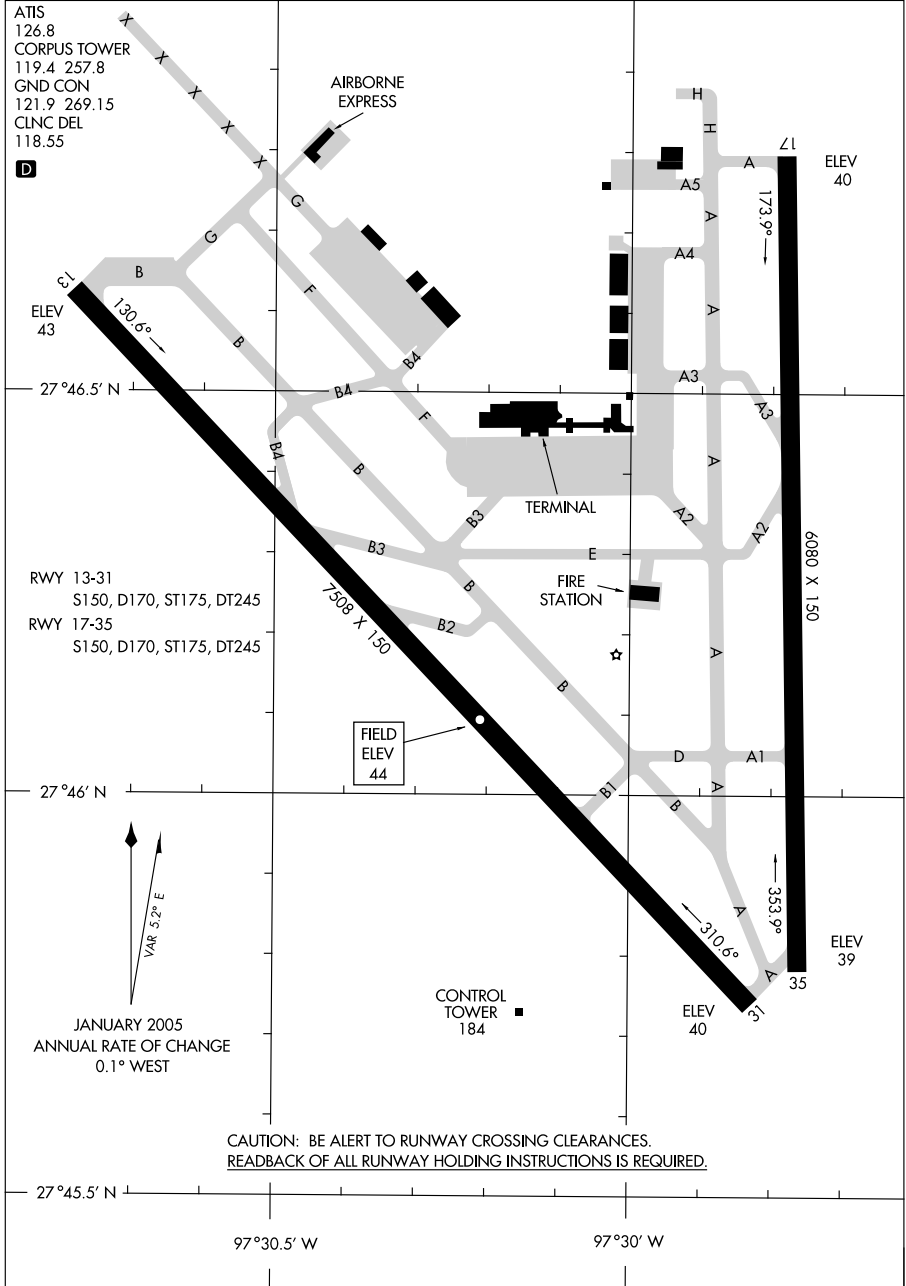 ATIS
126.8
CORPUS TOWER
119.4 257.8
GND CON
121.9 269.15
CLNC DEL
118.55
D
X
X
X
X
X
AIRBORNE
EXPRESS
H
H
17
A
ELEV
40
A5
173.9°
A
G
G
A4
B
13
ELEV
43
130.6°
F
A
B
B4
27°46.5' N
B4
A3
A3
F
B4
B
A
TERMINAL
A2
A2
B3
B3
E
6080 X 150
RWY 13-31
S150, D170, ST175, DT245
RWY 17-35
S150, D170, ST175, DT245
7508 X 150
B
FIRE
STATION
B2
A
B
FIELD
ELEV
44
D
A1
27°46' N
B1
A
B
VAR 5.2° E
353.9°
A
310.6°
ELEV
39
A
35
CONTROL
TOWER
184
ELEV
40
31
JANUARY 2005
ANNUAL RATE OF CHANGE
0.1° WEST
CAUTION: BE ALERT TO RUNWAY CROSSING CLEARANCES.
READBACK OF ALL RUNWAY HOLDING INSTRUCTIONS IS REQUIRED.
27°45.5' N
97°30.5' W
97°30' W